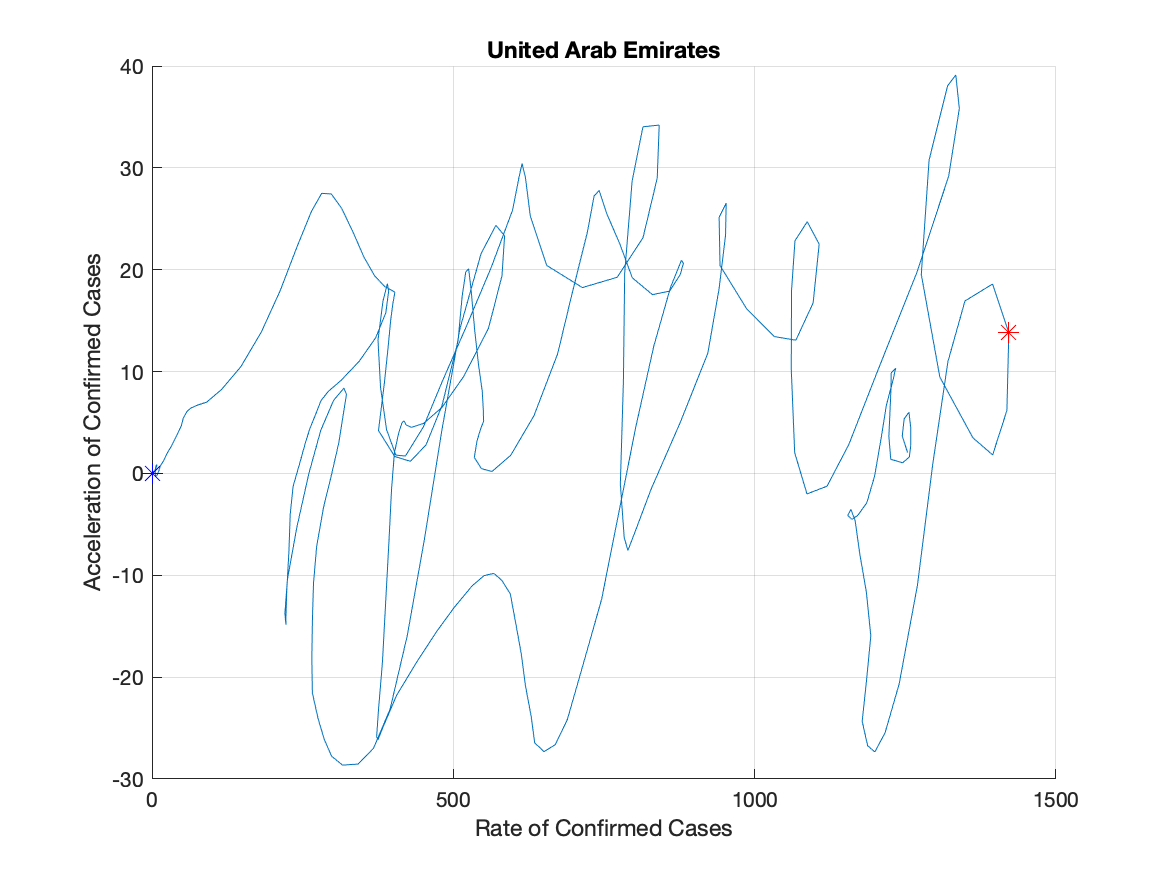 United Arab Emirates
40
30
20
10
0
-10
-20
-30
Acceleration of Confirmed Cases
0 500 1000 1500
Rate of Confirmed Cases